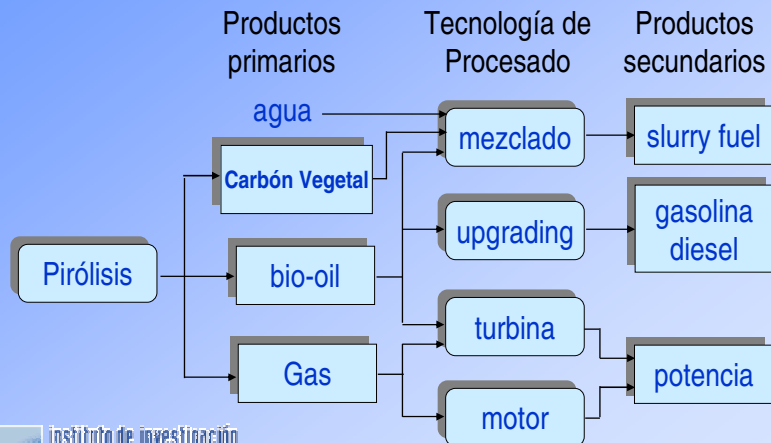 Productos
primarios
Tecnología de
Procesado
Productos
secundarios
agua
mezclado
slurry fuel
Carbón Vegetal
upgrading
gasolina
diesel
Pirólisis
bio-oil
turbina
Gas
potencia
motor
instituto de investigación